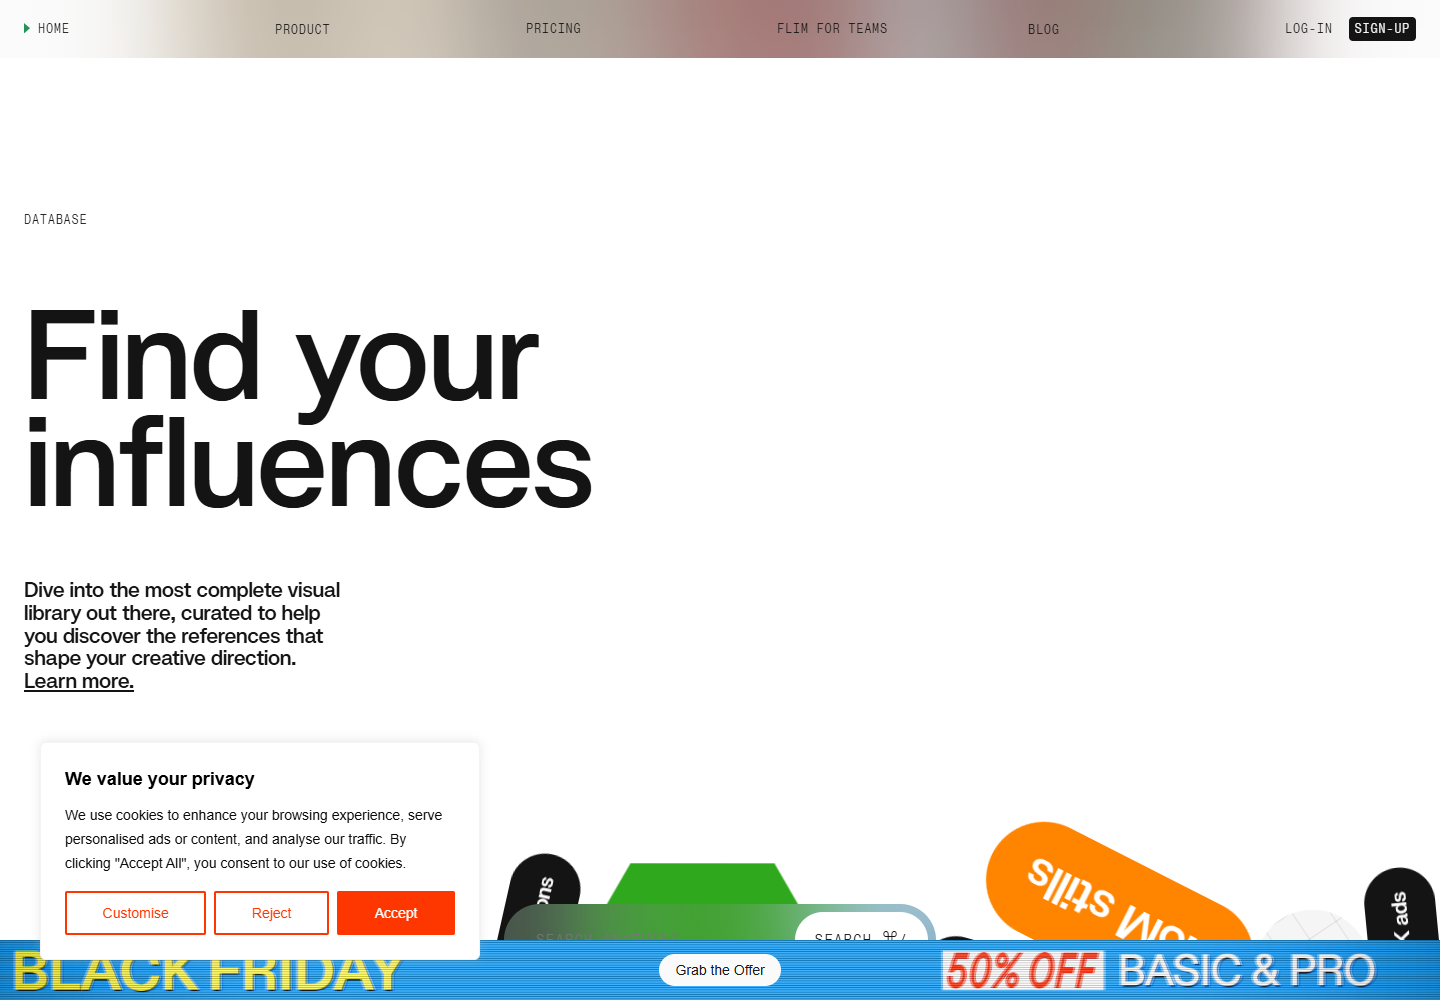 HOME
PRODUCT
PRICING
FLIM FOR TEAMS
BLOG
LOG-IN
SIGN-UP
DATABASE
Find your
influences
Dive into the most complete visual
library out there, curated to help
you discover the references that
shape your creative direction.
Learn more.
We value your privacy
We use cookies to enhance your browsing experience, serve
personalised ads or content, and analyse our traffic. By
clicking "Accept All", you consent to our use of cookies.
Customise
Reject
Accept
stills
ads
SEARCH ⌘/
BLACK FRIDAY
Grab the Offer
50% OFF BASIC & PRO